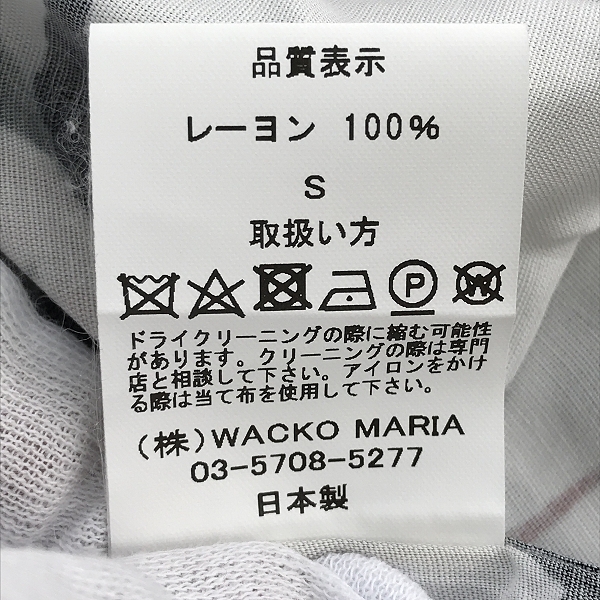 品質表示
レーヨン 100%
S
取扱い方
P W
ドライクリーニングの際に縮む可能性
があります。クリーニングの際は専門
店と相談して下さい。アイロンをかけ
る際は当て布を使用して下さい。
(株)WACKO MARIA
03-5708-5277
日本製